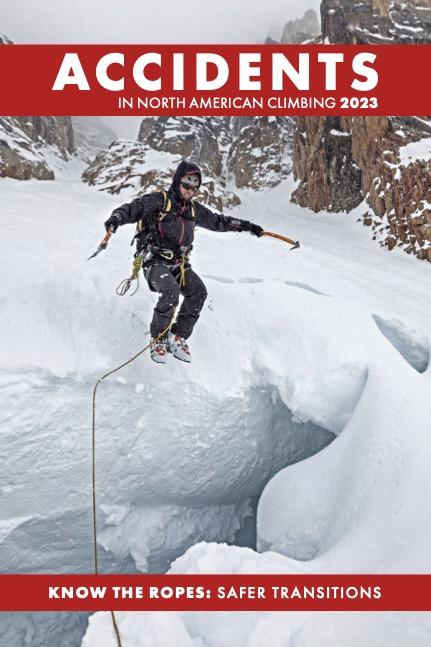 ACCIDENTS
IN NORTH AMERICAN CLIMBING 2023
KNOW THE ROPES: SAFER TRANSITIONS